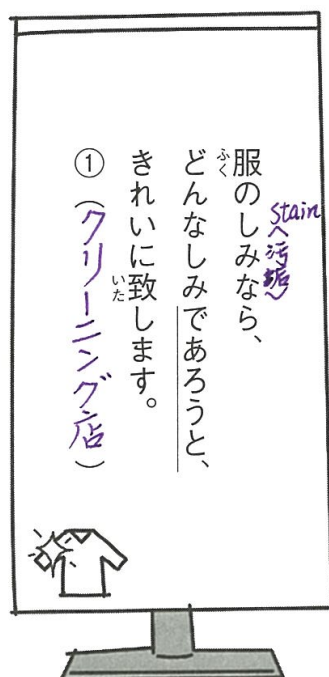 服のしみなら、
ふく
stain
<汚垢>
どんなしみであろうと、
きれいに致します。
いた
①（クリーニング店）